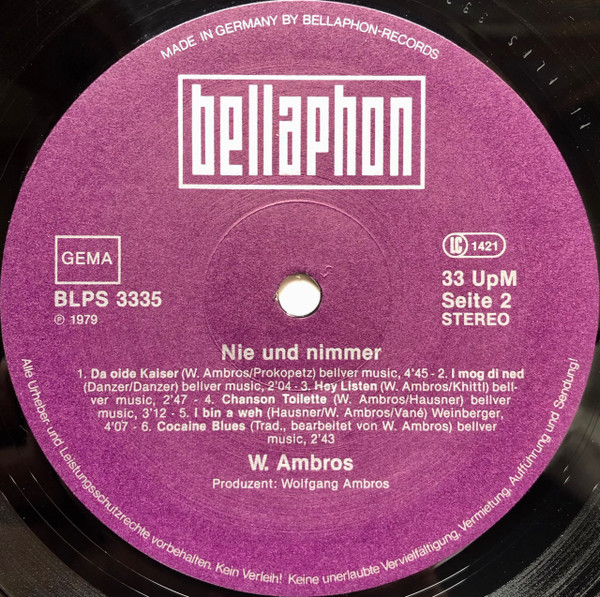 MADE IN GERMANY BY BELLAPHON-RECORDS
bellaphon
GEMA
BLPS 3335
℗ 1979
LC 1421
33 UpM
Seite 2
STEREO
Nie und nimmer
1. Da oide Kaiser (W. Ambros/Prokopetz) bellver music, 4'45 - 2. I mog di ned
(Danzer/Danzer) bellver music, 2'04 - 3. Hey Listen (W. Ambros/Khittl) bell-
ver music, 2'47 - 4. Chanson Toilette (W. Ambros/Hausner) bellver
music, 3'12 - 5. I bin a weh (Hausner/W. Ambros/Vané) Weinberger,
4'07 - 6. Cocaine Blues (Trad., bearbeitet von W. Ambros) bellver
music, 2'43
W. Ambros
Produzent: Wolfgang Ambros
Alle Urheber- und Leistungsschutzrechte vorbehalten. Kein Verleih! Keine unerlaubte Vervielfältigung, Vermietung, Aufführung und Sendung!